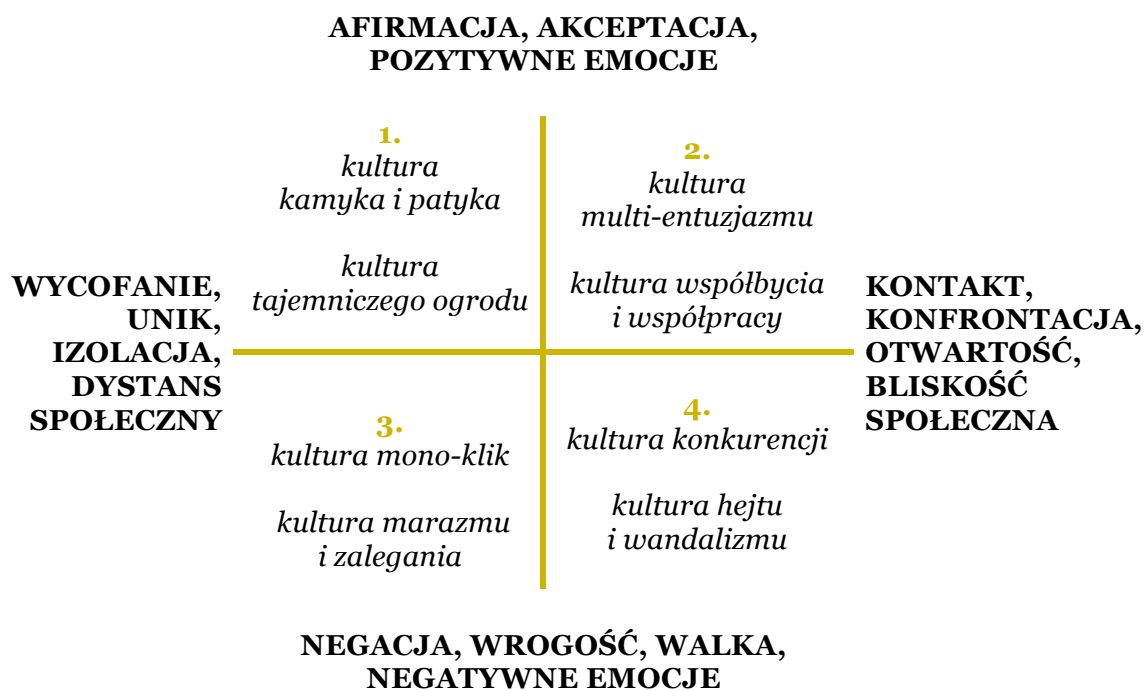 AFIRMACJA, AKCEPTACJA,
POZYTYWNE EMOCJE
1.
kultura
kamyka i patyka
kultura
tajemniczego ogrodu
2.
kultura
multi-entuzjazmu
kultura współbycia
i współpracy
WYCOFANIE,
UNIK,
IZOLACJA,
DYSTANS
SPOŁECZNY
KONTAKT,
KONFRONTACJA,
OTWARTOŚĆ,
BLISKOŚĆ
SPOŁECZNA
3.
kultura mono-klik
kultura marazmu
i zalegania
4.
kultura konkurencji
kultura hejtu
i wandalizmu
NEGACJA, WROGOŚĆ, WALKA,
NEGATYWNE EMOCJE